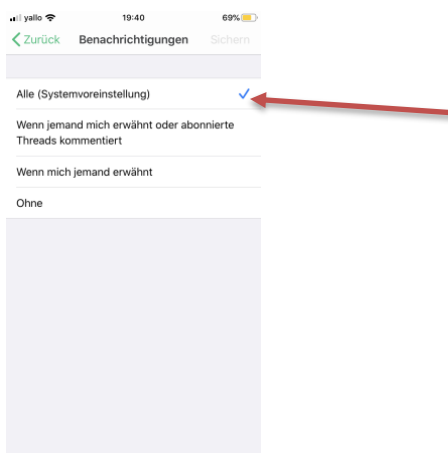 yallo 19:40 69%
Zurück Benachrichtigungen Sichern
Alle (Systemvoreinstellung)
Wenn jemand mich erwähnt oder abonnierte
Threads kommentiert
Wenn mich jemand erwähnt
Ohne